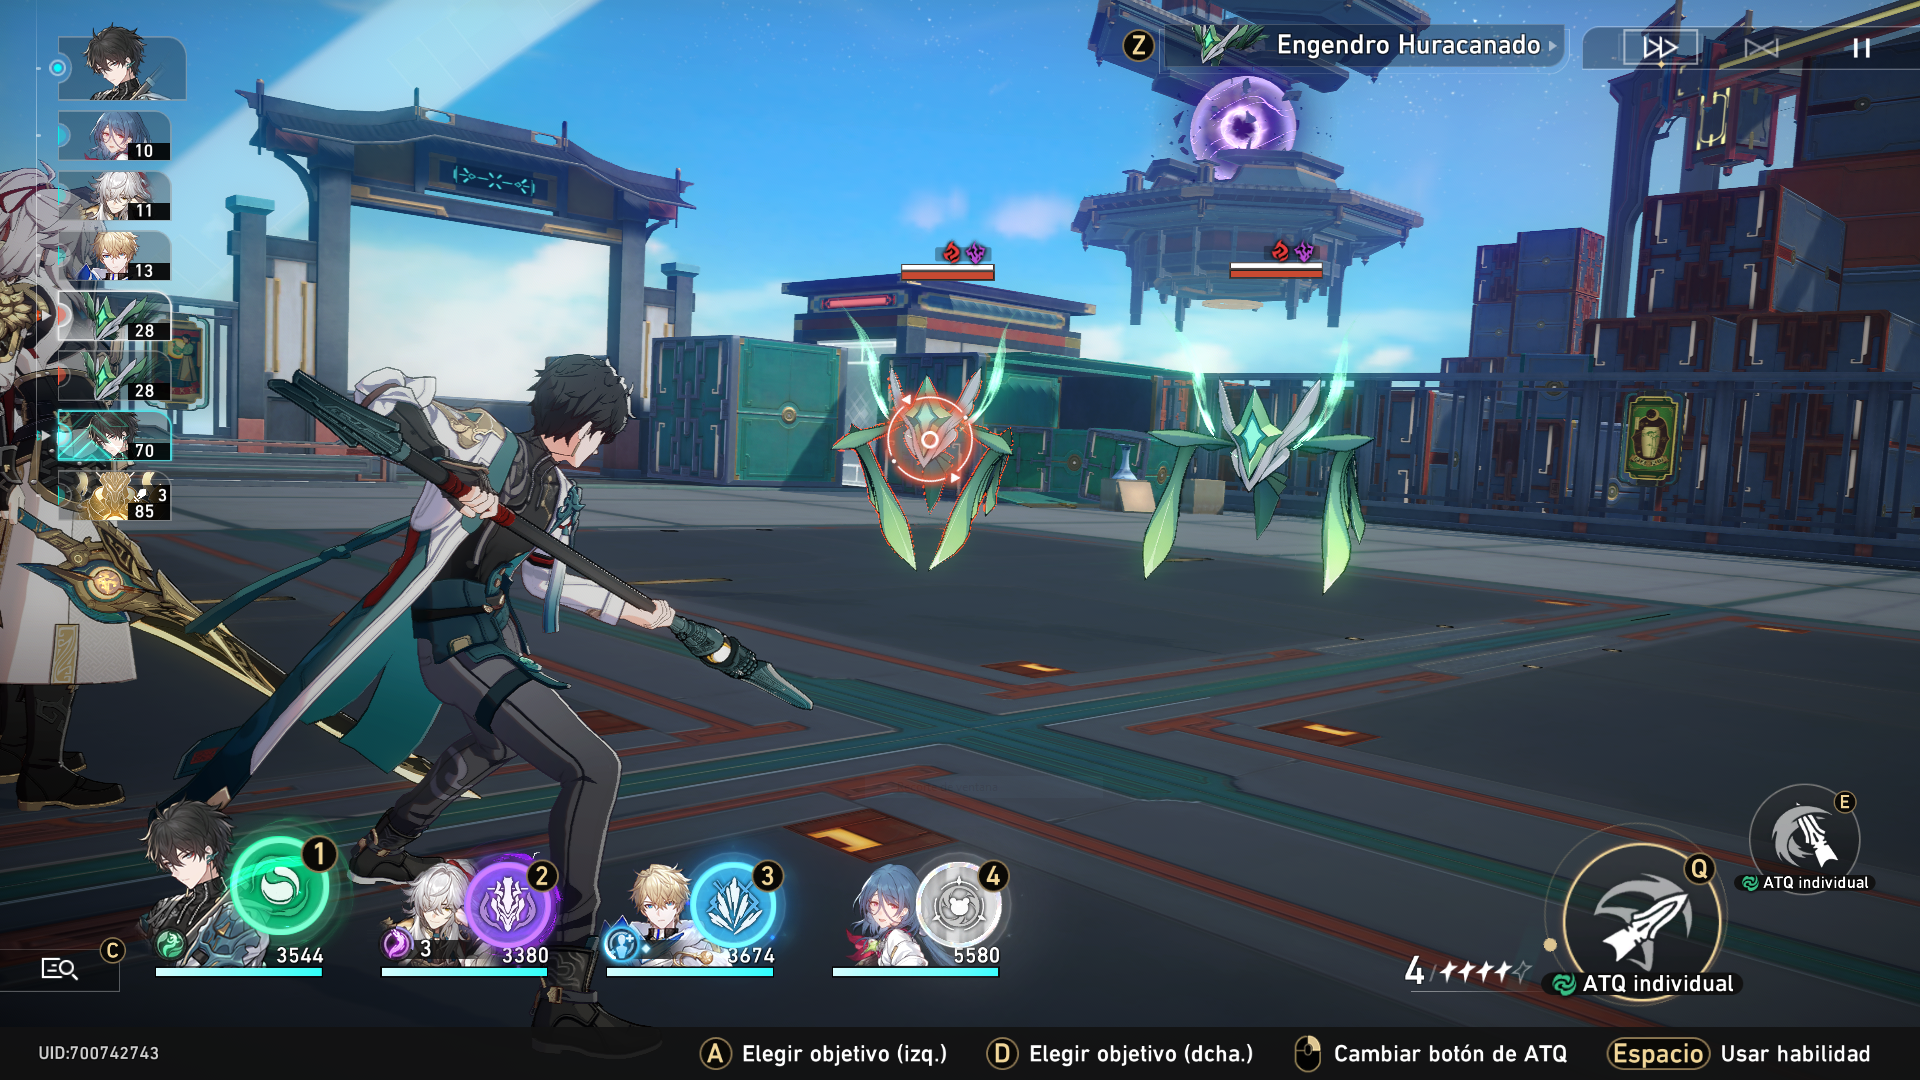 Z
Engendro Huracanado
10
11
13
28
28
70
3
85
1
3544
2
3
3380
3
3674
4
5580
E
ATQ individual
Q
4/
ATQ individual
C
UID:700742743
A Elegir objetivo (izq.)
D Elegir objetivo (dcha.)
Cambiar botón de ATQ
Espacio Usar habilidad